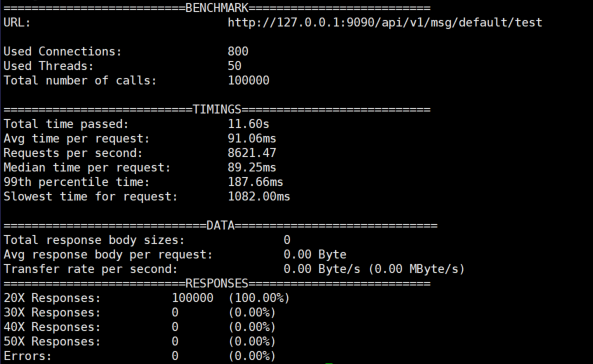 ==========================BENCHMARK==========================
URL: http://127.0.0.1:9090/api/v1/msg/default/test
Used Connections: 800
Used Threads: 50
Total number of calls: 100000
===========================TIMINGS===========================
Total time passed: 11.60s
Avg time per request: 91.06ms
Requests per second: 8621.47
Median time per request: 89.25ms
99th percentile time: 187.66ms
Slowest time for request: 1082.00ms
=============================DATA=============================
Total response body sizes: 0
Avg response body per request: 0.00 Byte
Transfer rate per second: 0.00 Byte/s (0.00 MByte/s)
==========================RESPONSES==========================
20X Responses: 100000 (100.00%)
30X Responses: 0 (0.00%)
40X Responses: 0 (0.00%)
50X Responses: 0 (0.00%)
Errors: 0 (0.00%)